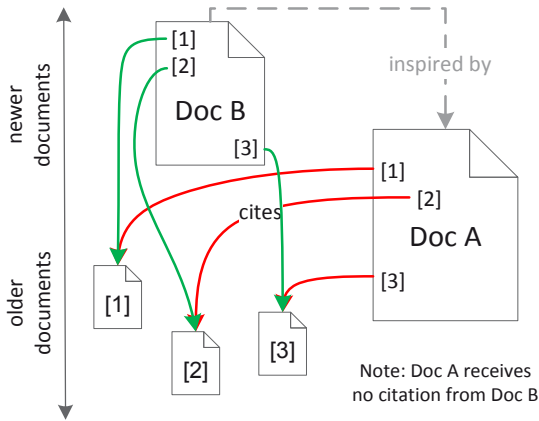 newer
documents
older
documents
[1]
[2]
Doc B
[3]
inspired by
[1]
[2]
cites
Doc A
[3]
[1]
[2]
[3]
Note: Doc A receives
no citation from Doc B